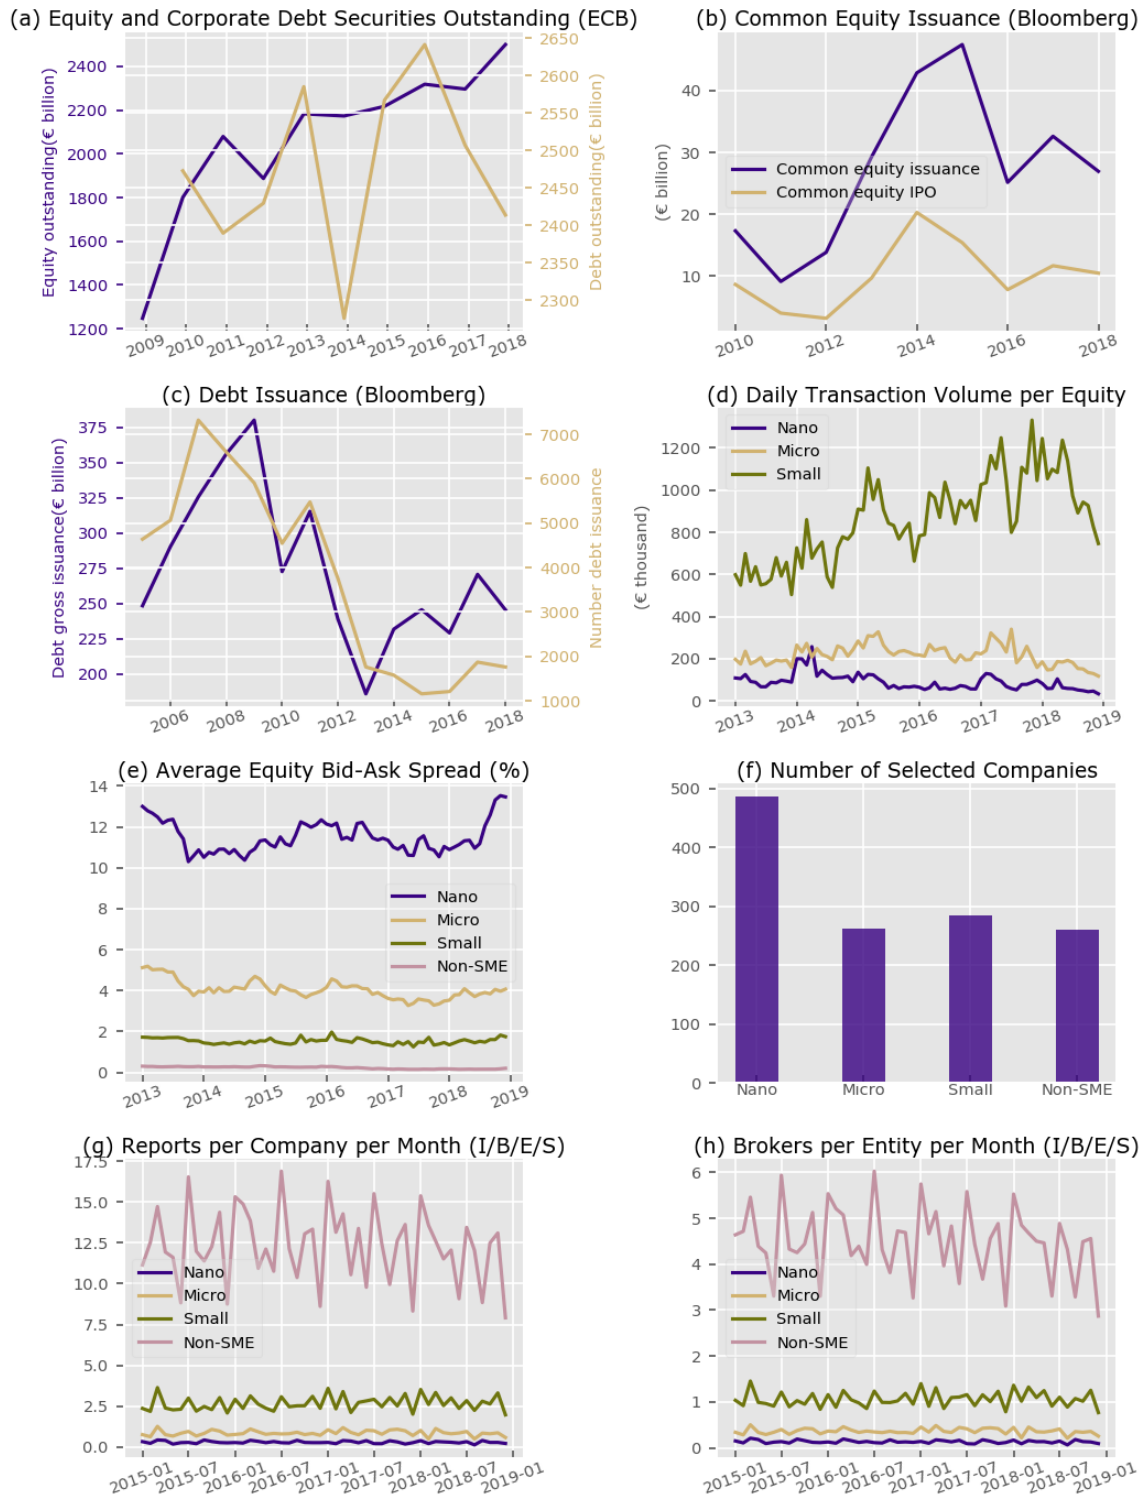 (a) Equity and Corporate Debt Securities Outstanding (ECB)
Equity outstanding(€ billion)
2400
2200
2000
1800
1600
1400
1200
2650
2600
2550
2500
2450
2400
2350
2300
Debt outstanding(€ billion)
2009 2010 2011 2012 2013 2014 2015 2016 2017 2018
(b) Common Equity Issuance (Bloomberg)
(€ billion)
40
30
20
10
Common equity issuance
Common equity IPO
2010 2012 2014 2016 2018
(c) Debt Issuance (Bloomberg)
Debt gross issuance(€ billion)
375
350
325
300
275
250
225
200
7000
6000
5000
4000
3000
2000
1000
Number debt issuance
2006 2008 2010 2012 2014 2016 2018
(d) Daily Transaction Volume per Equity
(€ thousand)
1200
1000
800
600
400
200
0
Nano
Micro
Small
2013 2014 2015 2016 2017 2018 2019
(e) Average Equity Bid-Ask Spread (%)
14
12
10
8
6
4
2
0
Nano
Micro
Small
Non-SME
2013 2014 2015 2016 2017 2018 2019
(f) Number of Selected Companies
500
400
300
200
100
0
Nano Micro Small Non-SME
(g) Reports per Company per Month (I/B/E/S)
17.5
15.0
12.5
10.0
7.5
5.0
2.5
0.0
Nano
Micro
Small
Non-SME
2015-01 2015-07 2016-01 2016-07 2017-01 2017-07 2018-01 2018-07 2019-01
(h) Brokers per Entity per Month (I/B/E/S)
6
5
4
3
2
1
0
Nano
Micro
Small
Non-SME
2015-01 2015-07 2016-01 2016-07 2017-01 2017-07 2018-01 2018-07 2019-01